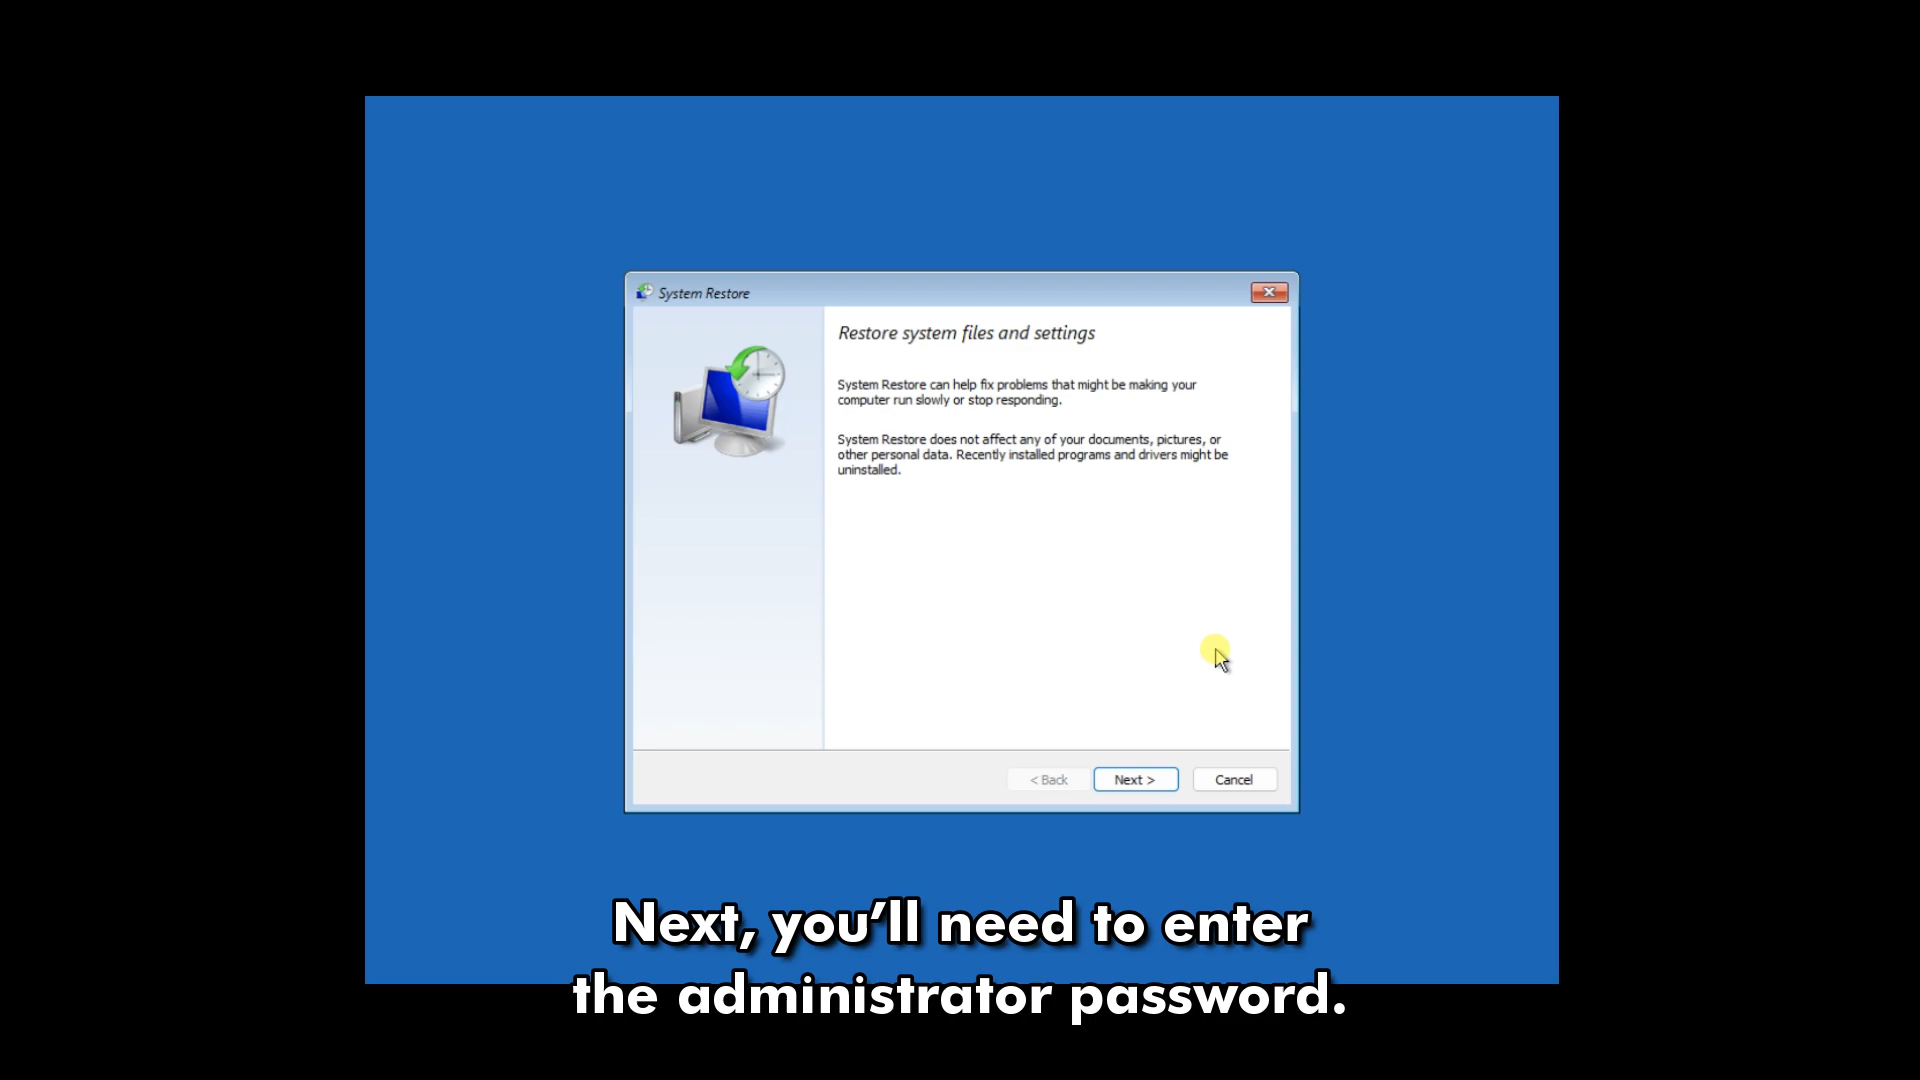 System Restore
Restore system files and settings
System Restore can help fix problems that might be making your
computer run slowly or stop responding.
System Restore does not affect any of your documents, pictures, or
other personal data. Recently installed programs and drivers might be
uninstalled.
< Back
Next >
Cancel
Next, you’ll need to enter
the administrator password.